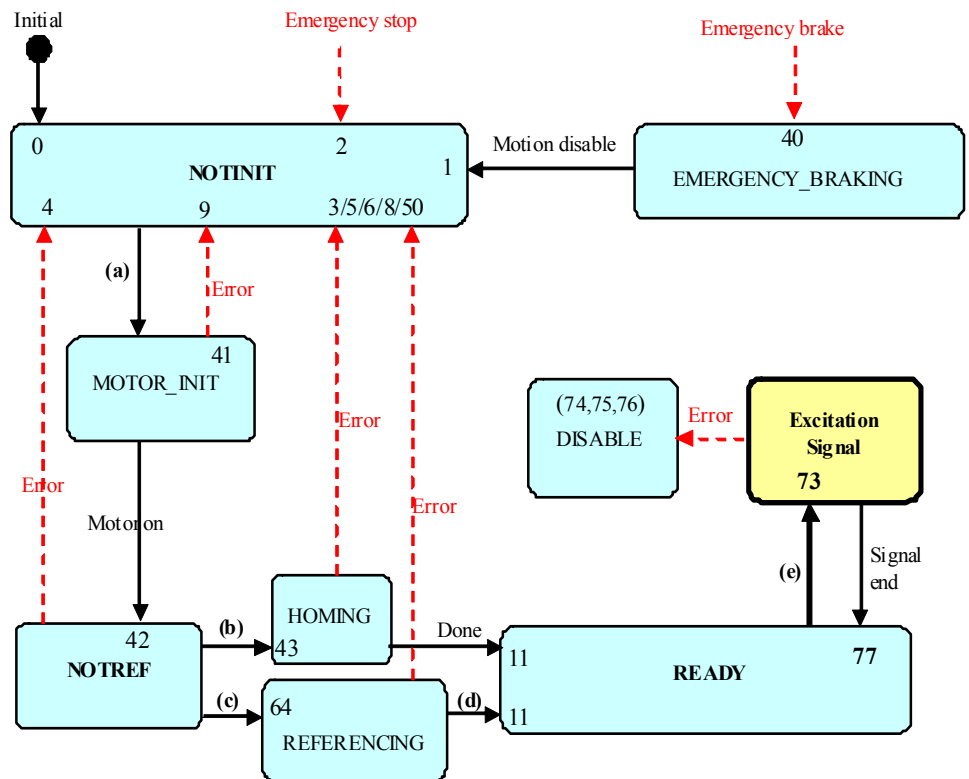 Initial
Emergency stop
Emergency brake
0
2
1
NOTINIT
4
9
3/5/6/8/50
Motion disable
40
EMERGENCY_BRAKING
(a)
Error
41
MOTOR_INIT
Error
Error
Error
Motor on
(74,75,76)
DISABLE
Error
Excitation
Signal
73
(e)
Signal
end
42
NOTREF
(b)
HOMING
43
Done
(c)
64
REFERENCING
(d)
11
11
READY
77